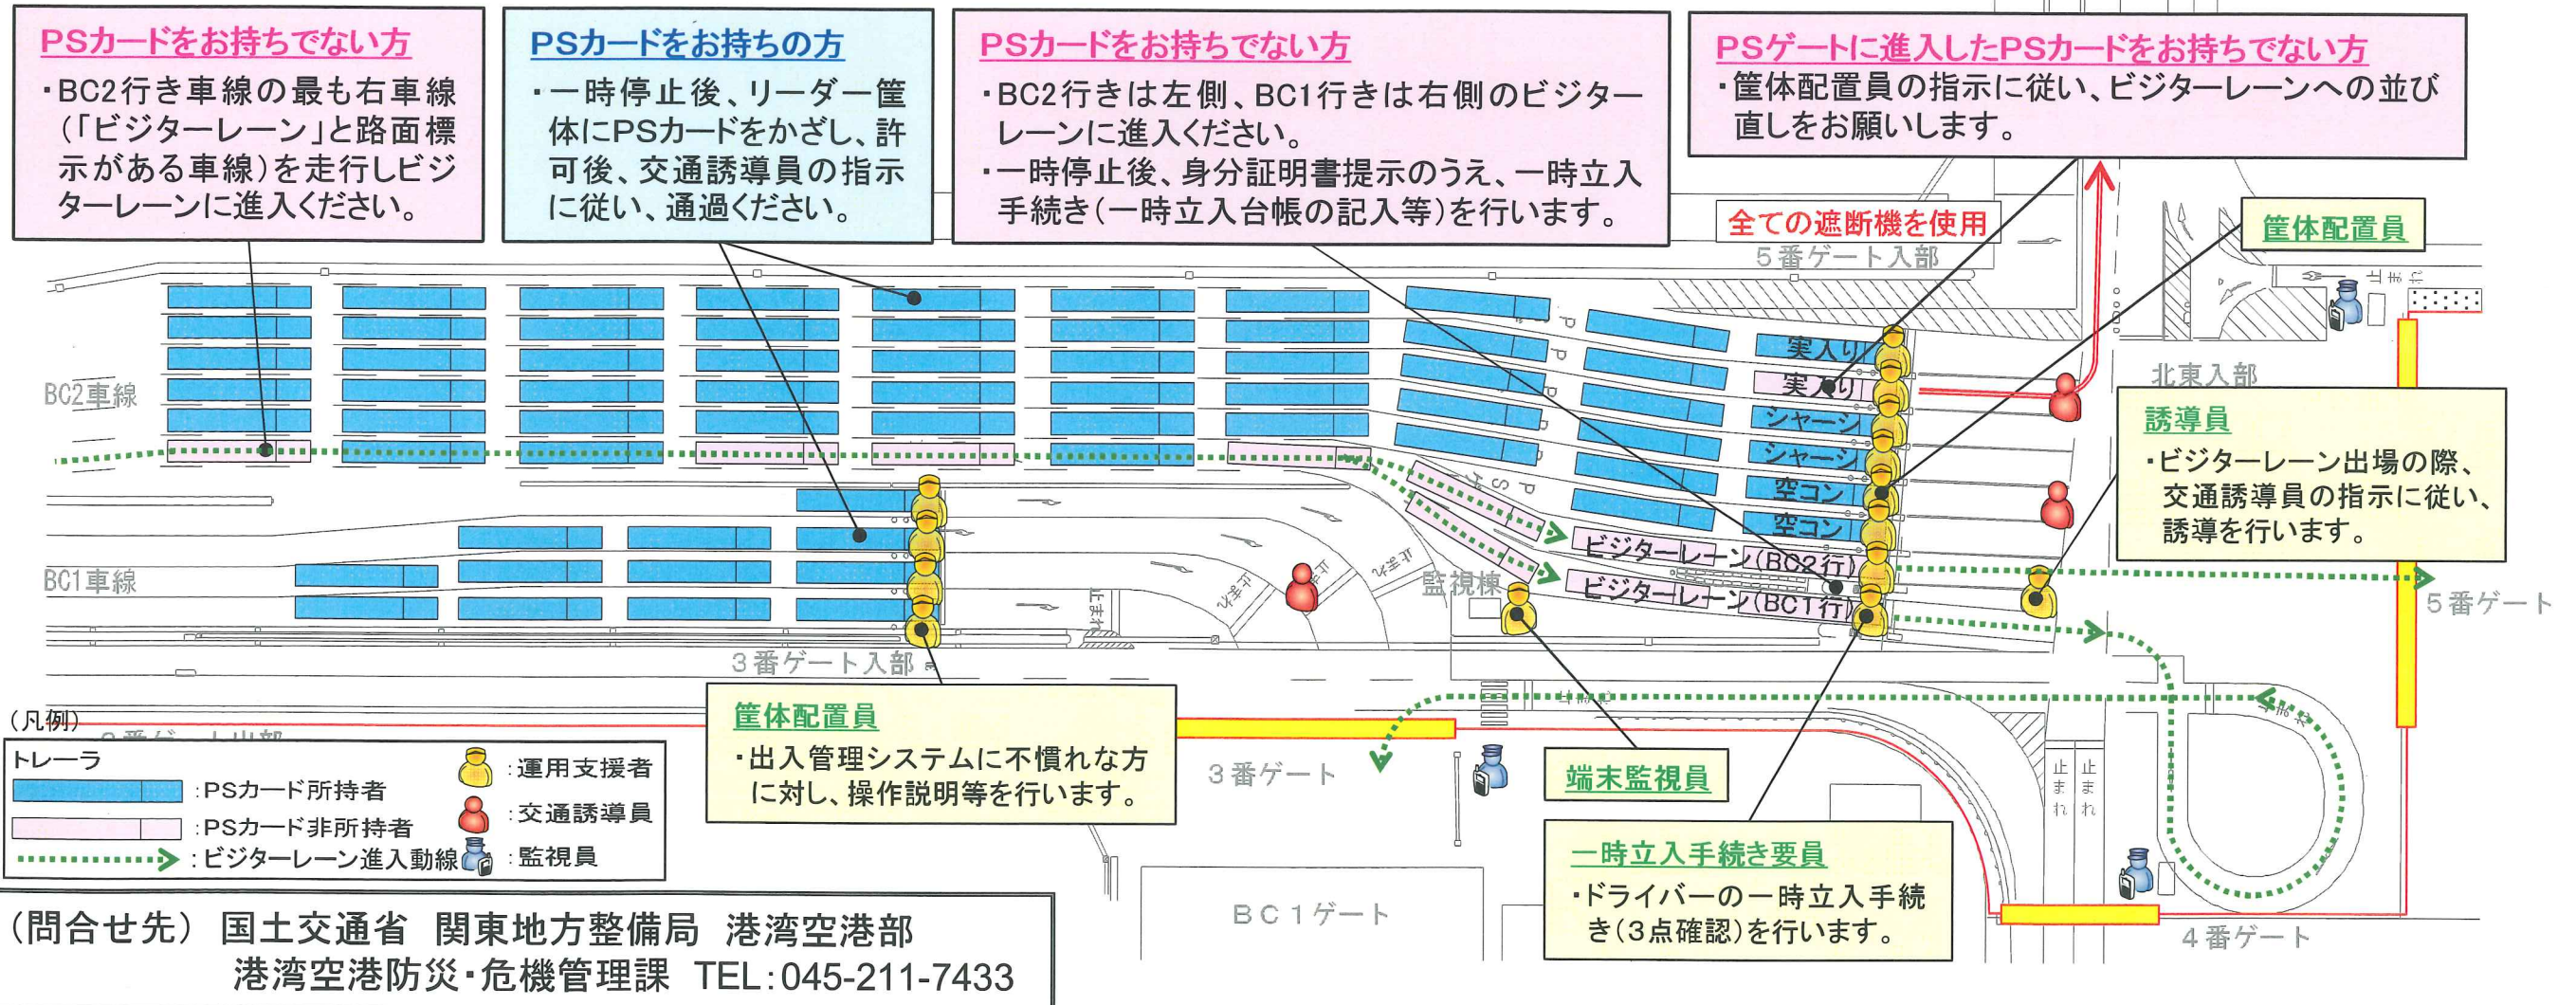 PSカードをお持ちでない方
・BC2行き車線の最も右車線
(「ビジターレーン」と路面標
示がある車線)を走行しビジ
ターレーンに進入ください。
PSカードをお持ちの方
・一時停止後、リーダー筐
体にPSカードをかざし、許
可後、交通誘導員の指示
に従い、通過ください。
PSカードをお持ちでない方
・BC2行きは左側、BC1行きは右側のビジター
レーンに進入ください。
・一時停止後、身分証明書提示のうえ、一時立入
手続き(一時立入台帳の記入等)を行います。
PSゲートに進入したPSカードをお持ちでない方
・筐体配置員の指示に従い、ビジターレーンへの並び
直しをお願いします。
全ての遮断機を使用
5番ゲート入部
筐体配置員
止まれ
BC2車線
実入り
実入り
シャーシ
シャーシ
空コン
空コン
ビジターレーン(BC2行)
ビジターレーン(BC1行)
北東入部
誘導員
・ビジターレーン出場の際、
交通誘導員の指示に従い、
誘導を行います。
BC1車線
止まれ
止まれ
止まれ
止まれ
監視棟
5番ゲート
3番ゲート入部
筐体配置員
・出入管理システムに不慣れな方
に対し、操作説明等を行います。
3番ゲート
端末監視員
一時立入手続き要員
・ドライバーの一時立入手続
き(3点確認)を行います。
止まれ
止まれ
止まれ
4番ゲート
BC1ゲート
(凡例)
トレーラ
:PSカード所持者
:PSカード非所持者
:ビジターレーン進入動線
:運用支援者
:交通誘導員
:監視員
(問合せ先) 国土交通省 関東地方整備局 港湾空港部
港湾空港防災・危機管理課 TEL:045-211-7433